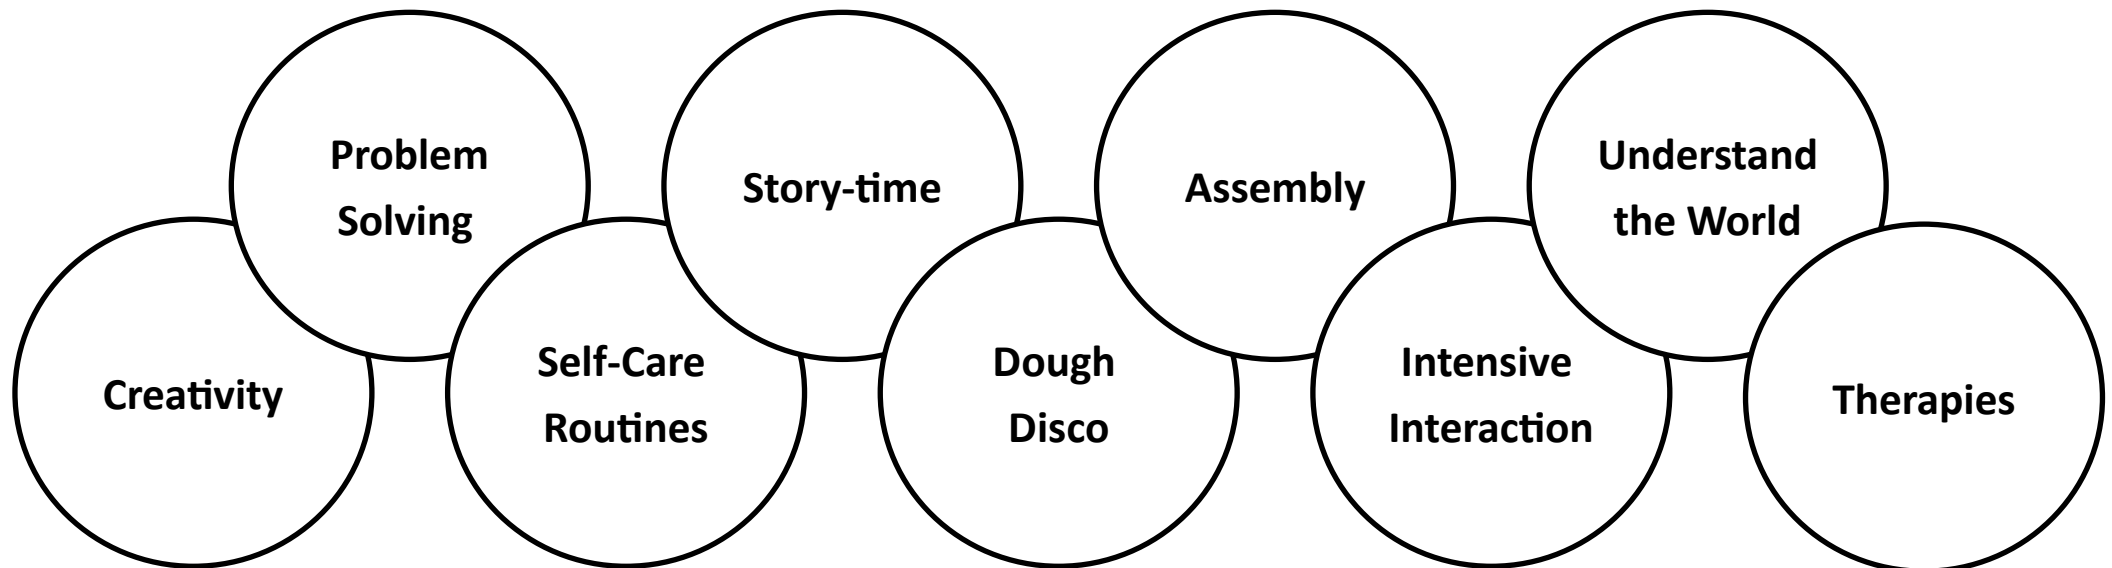 Problem
Solving
Story-time
Assembly
Understand
the World
Creativity
Self-Care
Routines
Dough
Disco
Intensive
Interaction
Therapies